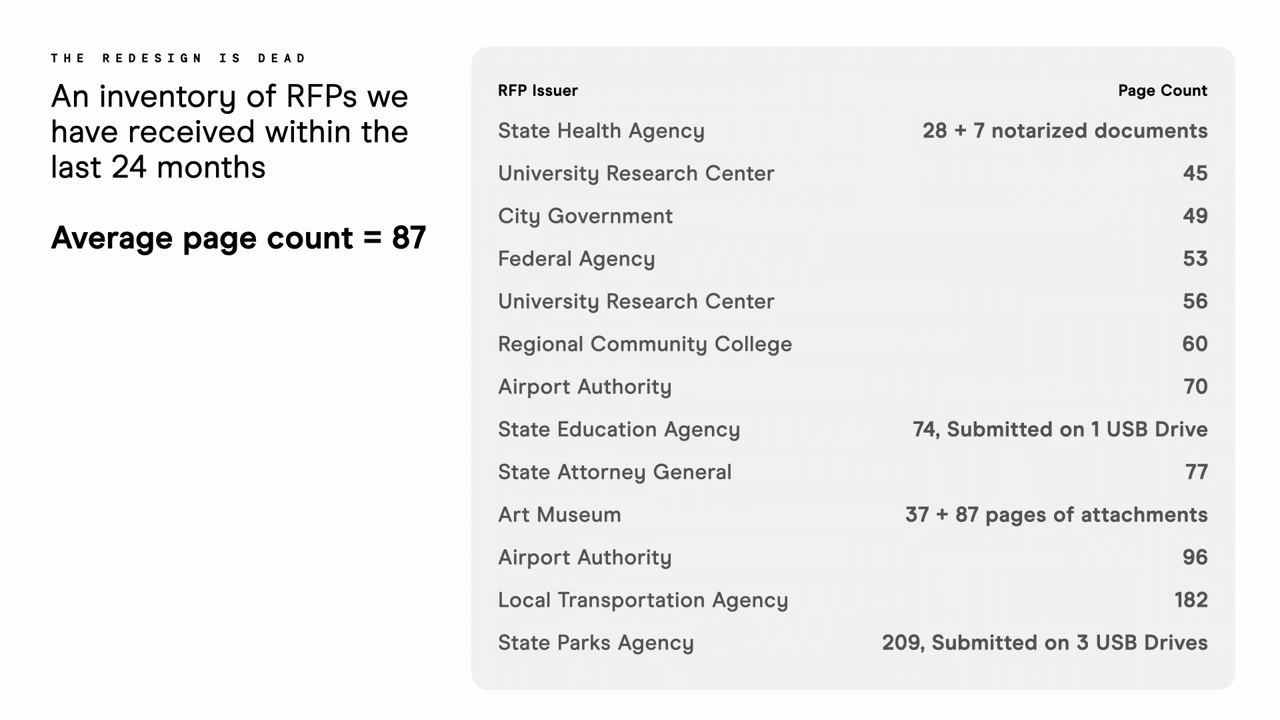 THE REDESIGN IS DEAD
An inventory of RFPs we
have received within the
last 24 months
Average page count = 87
RFP Issuer Page Count
State Health Agency 28 + 7 notarized documents
University Research Center 45
City Government 49
Federal Agency 53
University Research Center 56
Regional Community College 60
Airport Authority 70
State Education Agency 74, Submitted on 1 USB Drive
State Attorney General 77
Art Museum 37 + 87 pages of attachments
Airport Authority 96
Local Transportation Agency 182
State Parks Agency 209, Submitted on 3 USB Drives